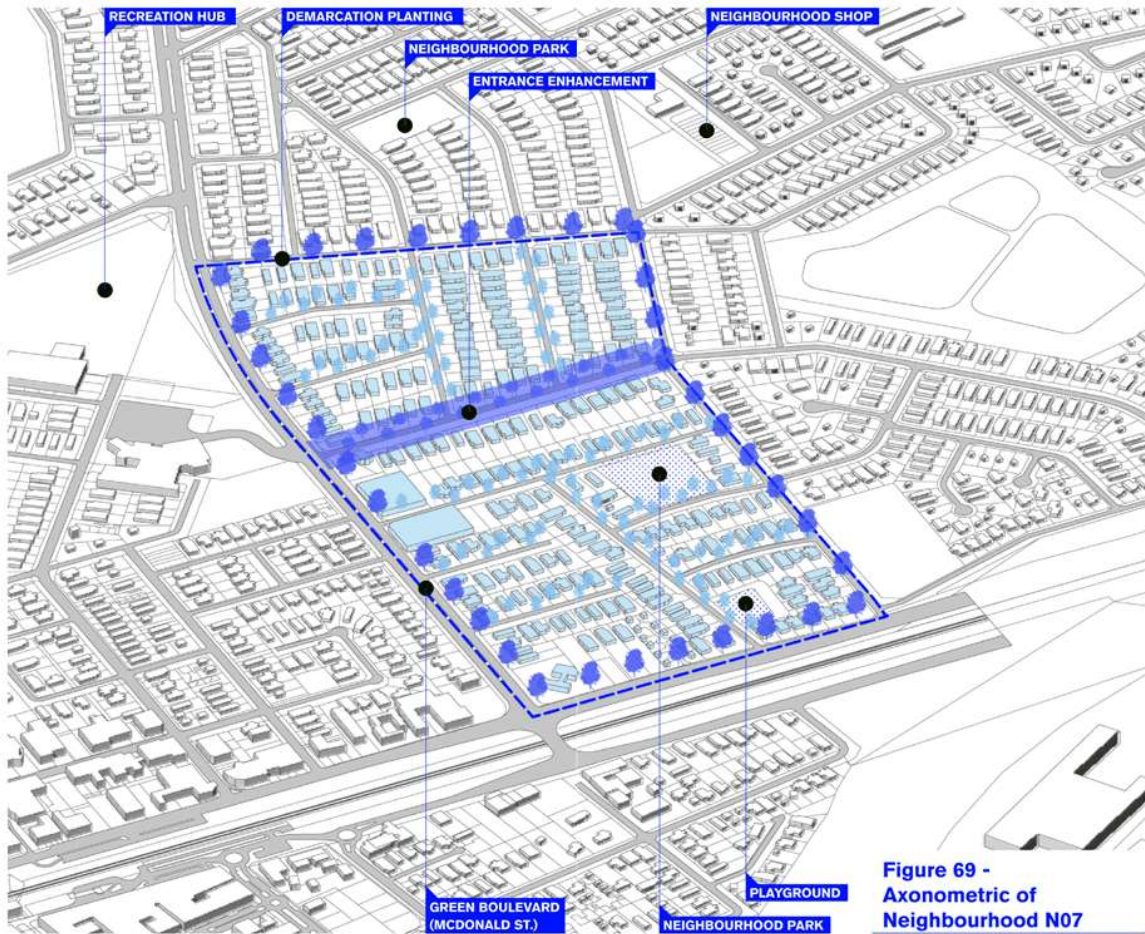 RECREATION HUB
DEMARCATION PLANTING
NEIGHBOURHOOD SHOP
NEIGHBOURHOOD PARK
ENTRANCE ENHANCEMENT
PLAYGROUND
GREEN BOULEVARD
(MCDONALD ST.)
NEIGHBOURHOOD PARK
Figure 69 -
Axonometric of
Neighbourhood N07